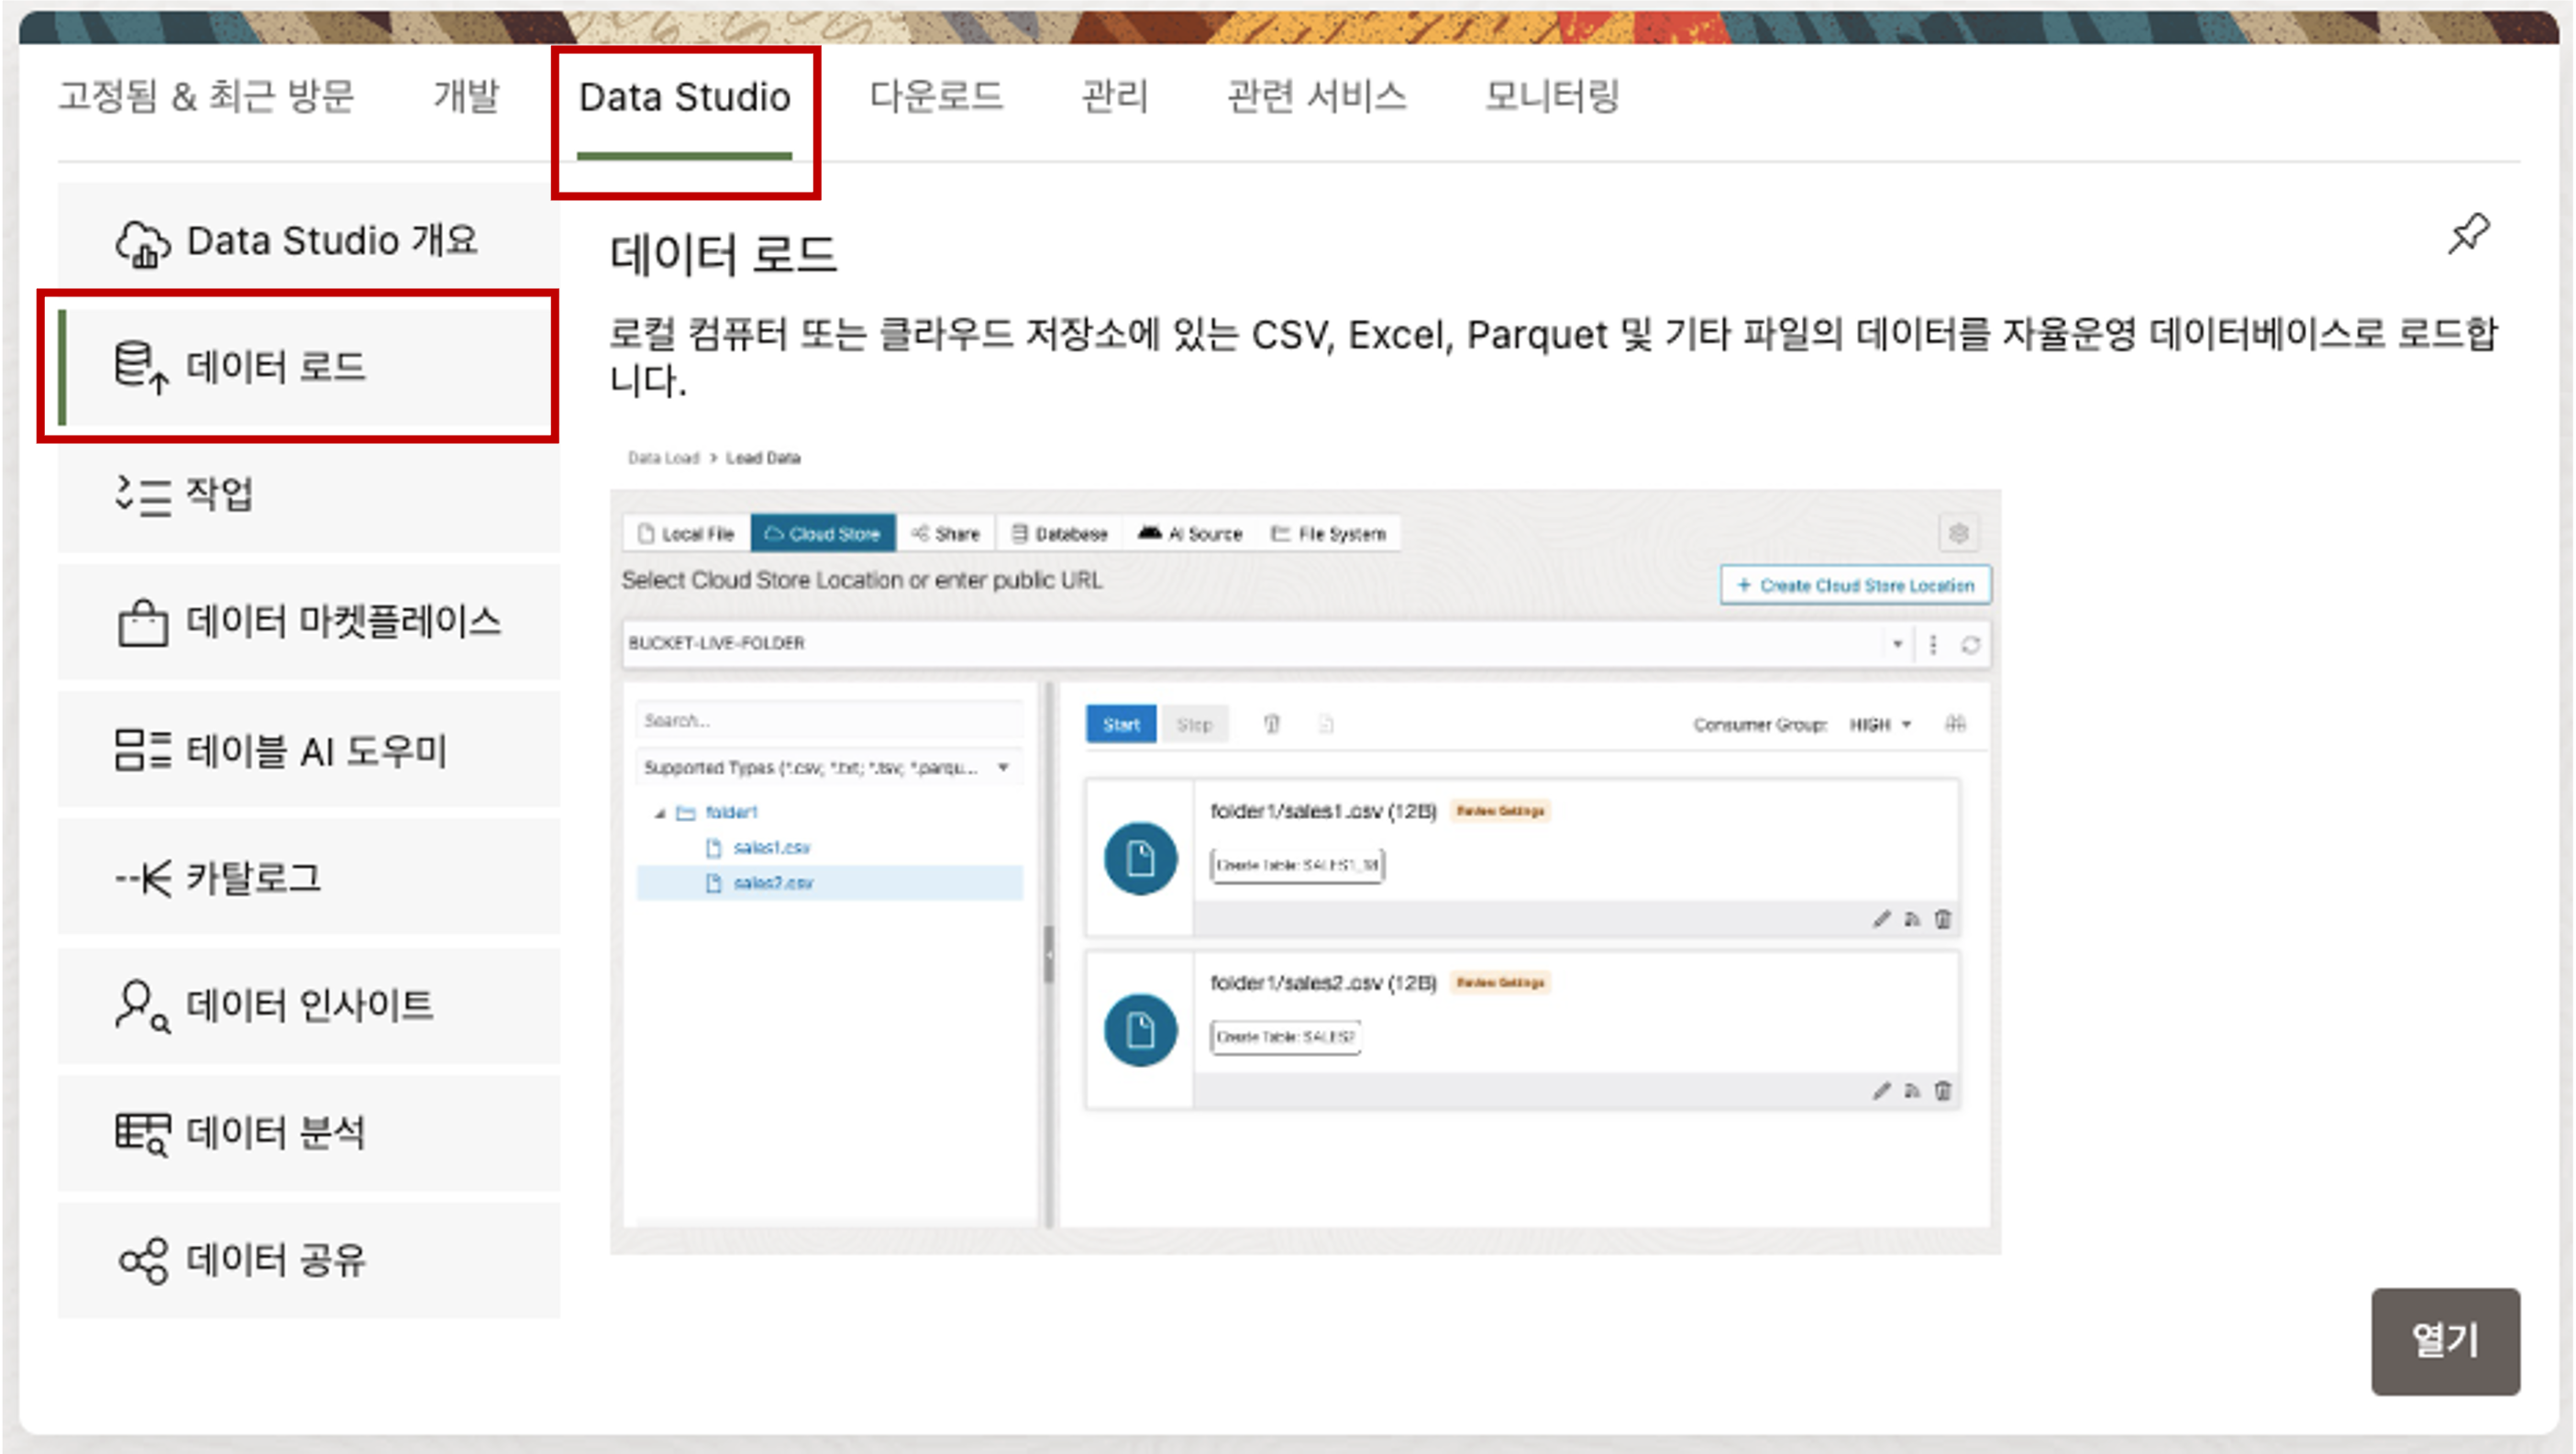 고정됨 & 최근 방문 개발 Data Studio 다운로드 관리 관련 서비스 모니터링
Data Studio 개요
데이터 로드
작업
데이터 마켓플레이스
테이블 AI 도우미
카탈로그
데이터 인사이트
데이터 분석
데이터 공유
데이터 로드
로컬 컴퓨터 또는 클라우드 저장소에 있는 CSV, Excel, Parquet 및 기타 파일의 데이터를 자율운영 데이터베이스로 로드합
니다.
Data Load > Load Data
Local File Cloud Store Share Database AI Source File System
Select Cloud Store Location or enter public URL
+ Create Cloud Store Location
BUCKET-LIVE-FOLDER
Search...
Supported Types (*.csv; *.txt; *.tsv; *.parqu...
folder1
sales1.csv
sales2.csv
Start Stop Consumer Group: HIGH
folder1/sales1.csv (12B) Review Settings
Create Table: SALES1_
folder1/sales2.csv (12B) Review Settings
Create Table: SALES2
열기